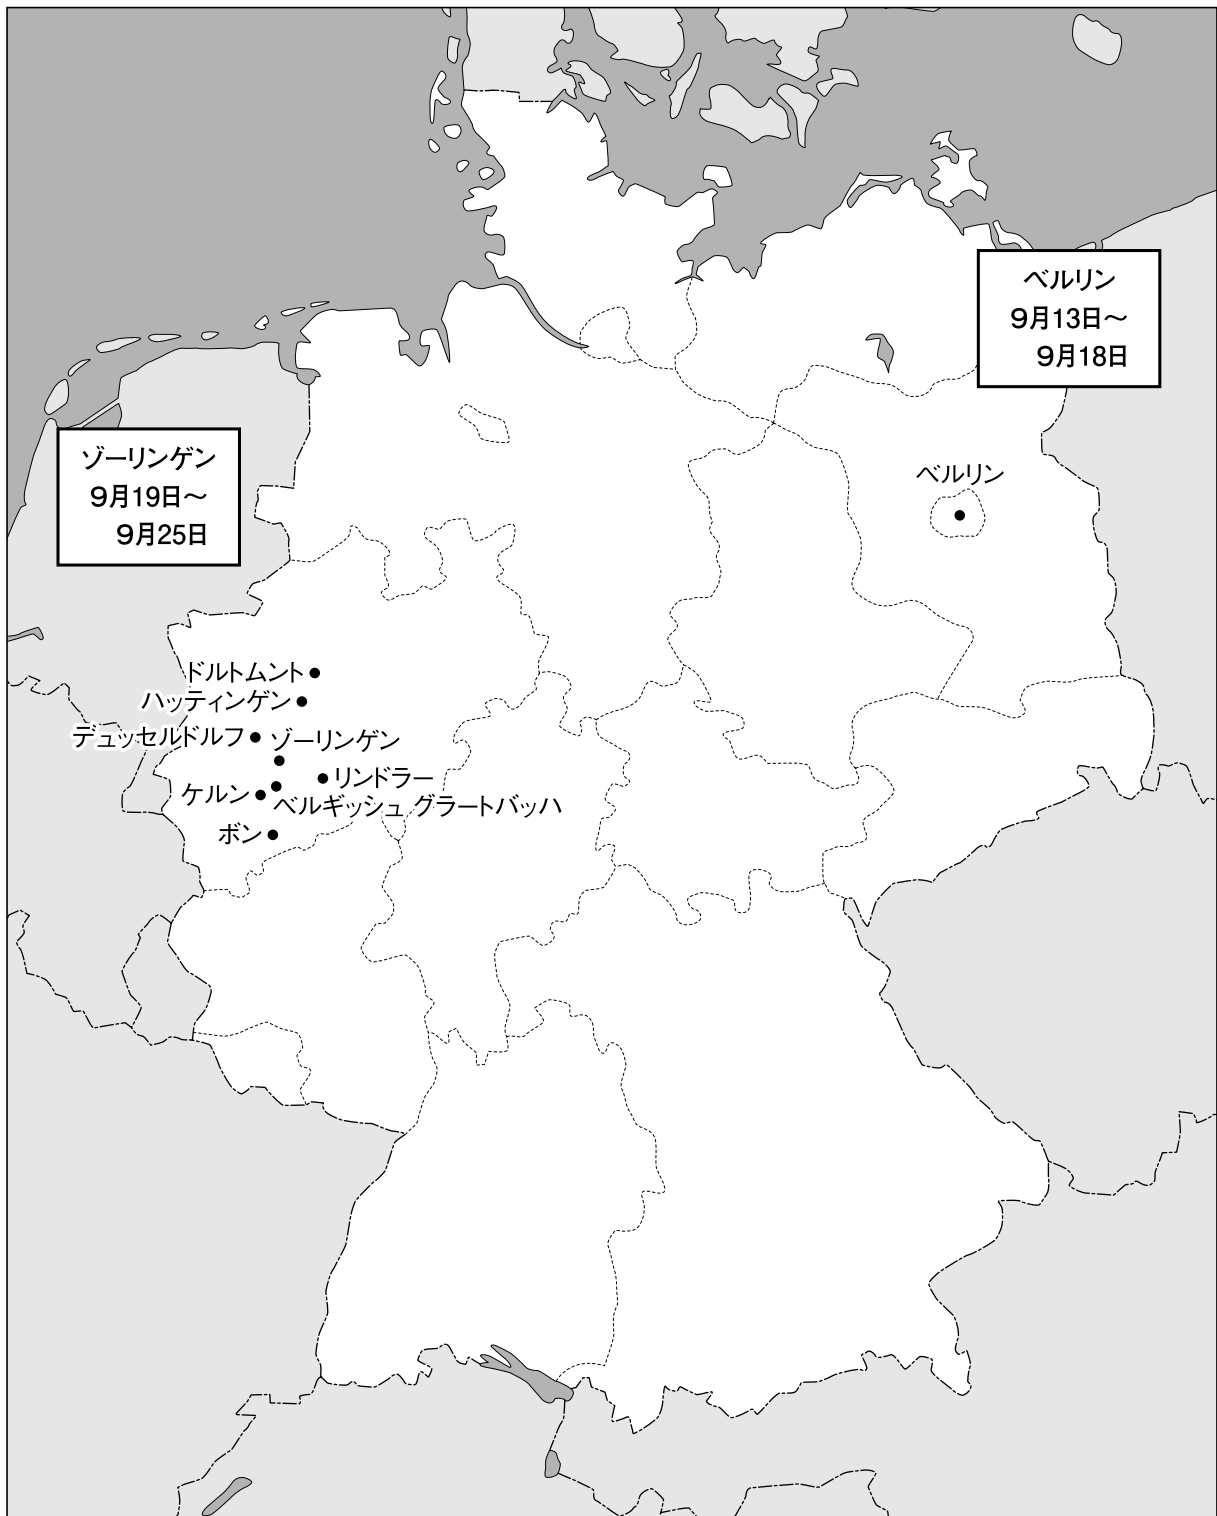 ベルリン
9月13日～
9月18日
ゾーリンゲン
9月19日～
9月25日
ベルリン
ドルトムント
ハッティンゲン
デュッセルドルフ
ゾーリンゲン
リンドラー
ケルン
ベルギッシュ グラートバッハ
ボン